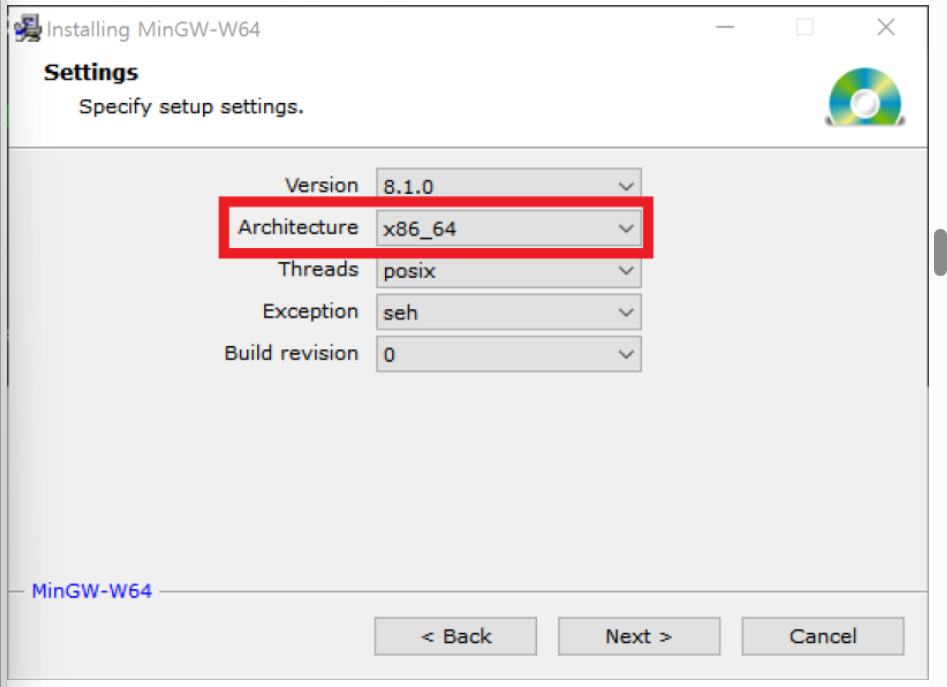 Installing MinGW-W64
Settings
Specify setup settings.
Version 8.1.0
Architecture x86_64
Threads posix
Exception seh
Build revision 0
MinGW-W64
< Back Next > Cancel